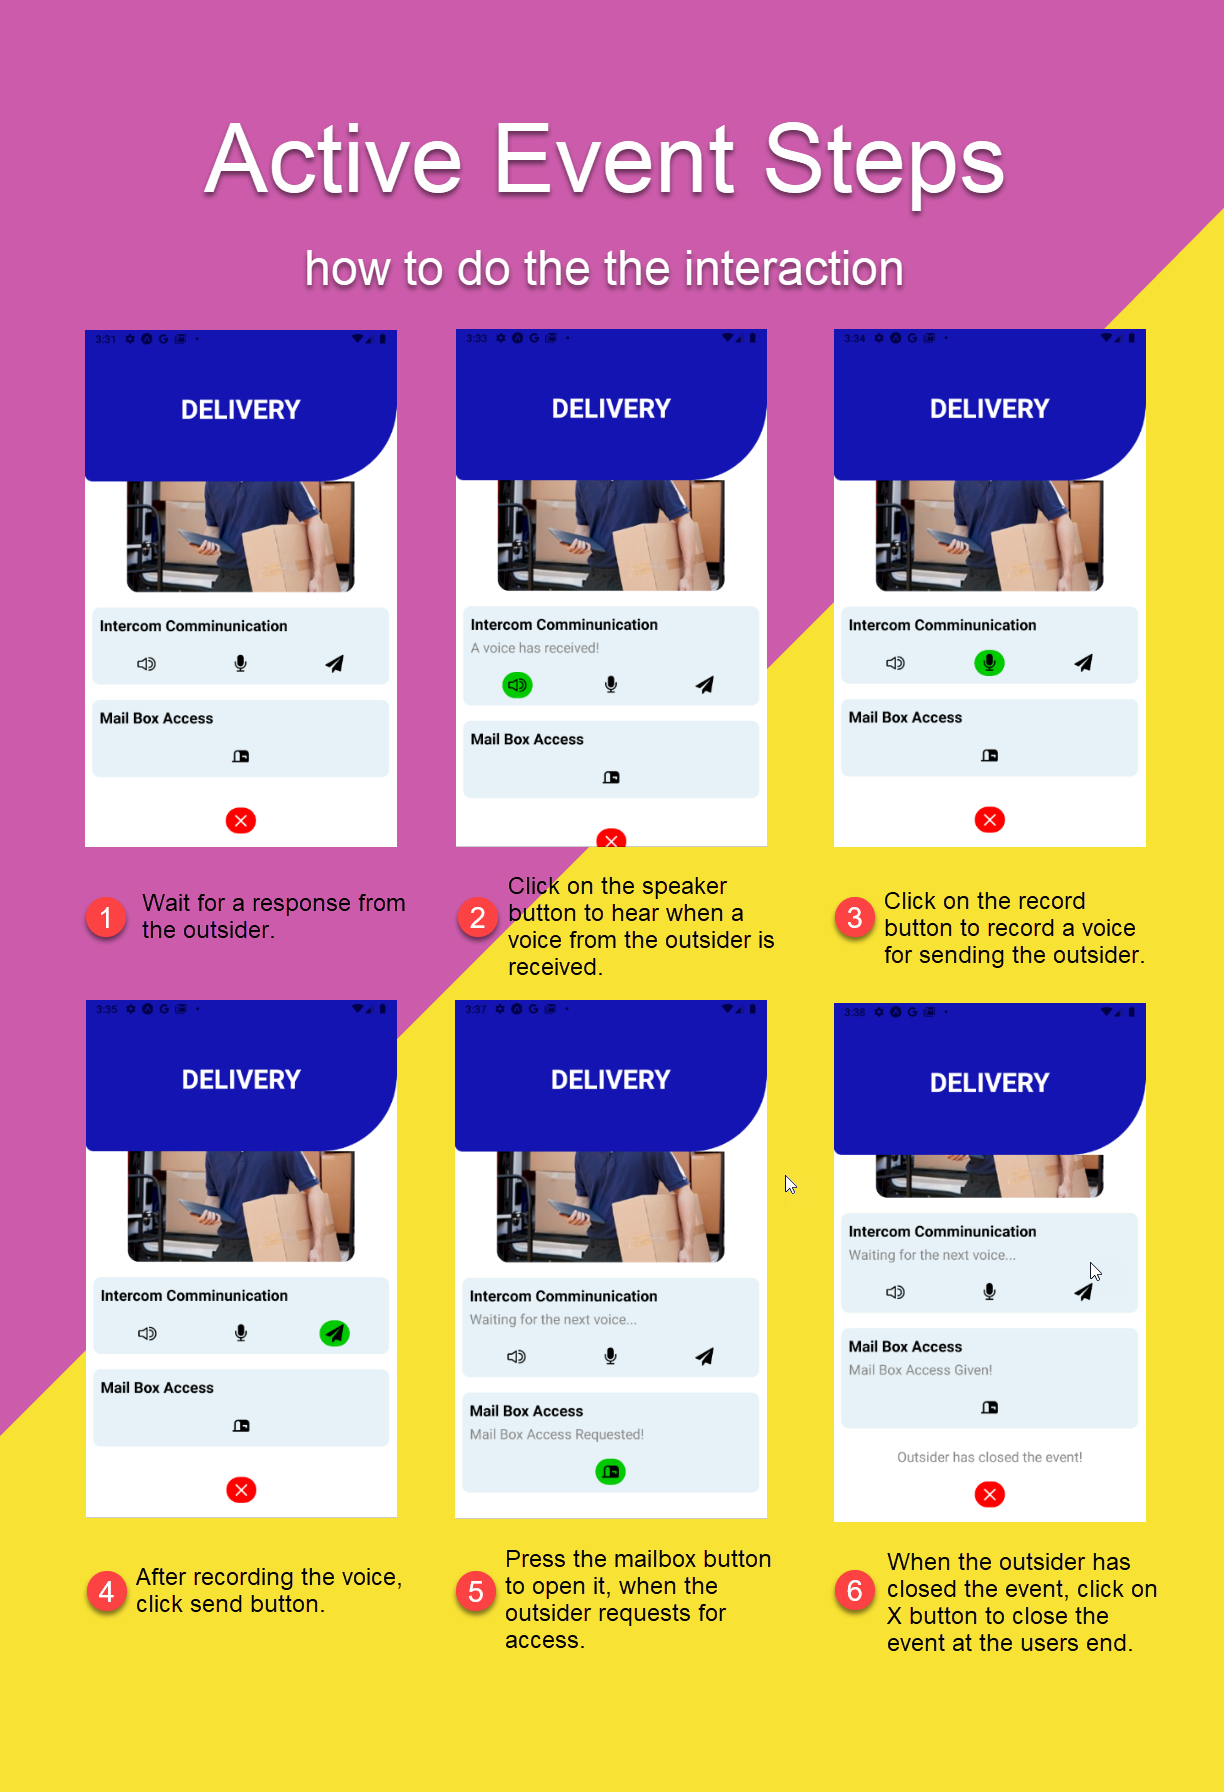 Active Event Steps
how to do the the interaction
3:31
DELIVERY
Intercom Comminunication
Mail Box Access
3:33
DELIVERY
Intercom Comminunication
A voice has received!
Mail Box Access
3:34
DELIVERY
Intercom Comminunication
Mail Box Access
1
Wait for a response from
the outsider.
2
Click on the speaker
button to hear when a
voice from the outsider is
received.
3
Click on the record
button to record a voice
for sending the outsider.
3:35
DELIVERY
Intercom Comminunication
Mail Box Access
3:37
DELIVERY
Intercom Comminunication
Waiting for the next voice...
Mail Box Access
Mail Box Access Requested!
3:38
DELIVERY
Intercom Comminunication
Waiting for the next voice...
Mail Box Access
Mail Box Access Given!
Outsider has closed the event!
4
After recording the voice,
click send button.
5
Press the mailbox button
to open it, when the
outsider requests for
access.
6
When the outsider has
closed the event, click on
X button to close the
event at the users end.